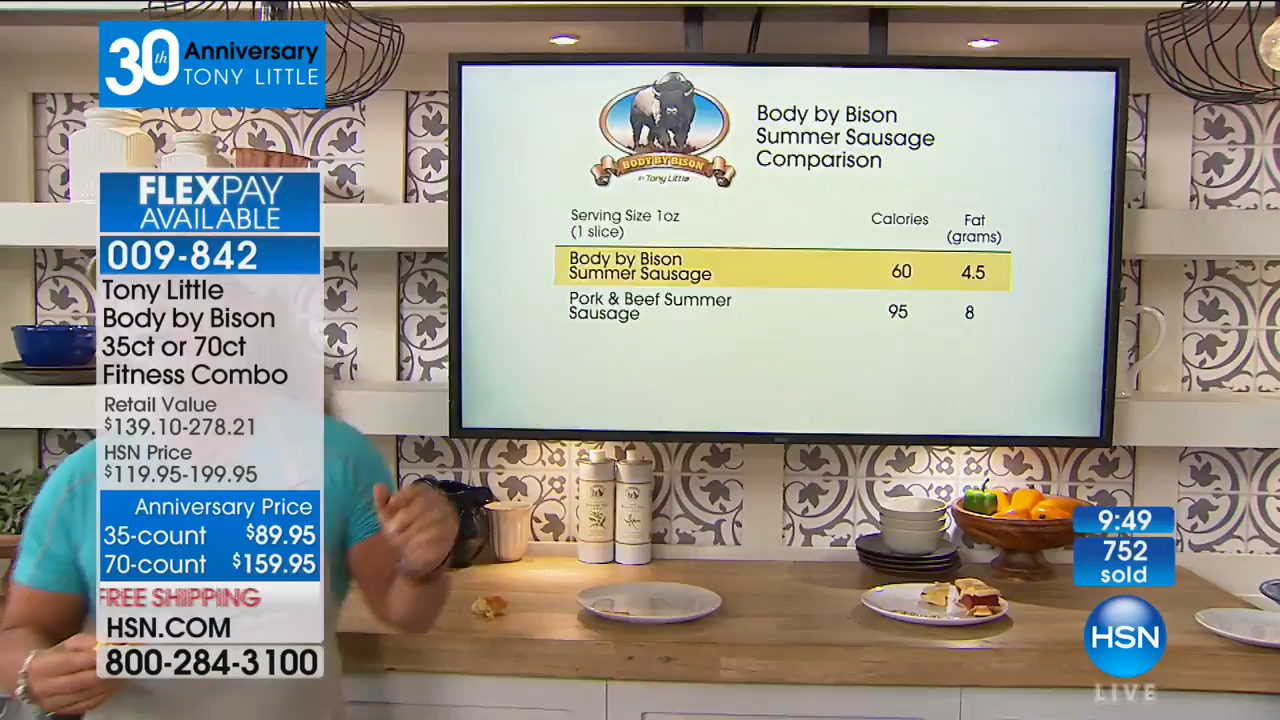 30th Anniversary
TONY LITTLE
FLEXPAY
AVAILABLE
009-842
Tony Little
Body by Bison
35ct or 70ct
Fitness Combo
Retail Value
$139.10-278.21
HSN Price
$119.95-199.95
Anniversary Price
35-count $89.95
70-count $159.95
FREE SHIPPING
HSN.COM
800-284-3100
BODY BY BISON
BY Tony Little
Body by Bison
Summer Sausage
Comparison
Serving Size 1oz
(1 slice)
Calories
Fat
(grams)
Body by Bison
Summer Sausage
60
4.5
Pork & Beef Summer
Sausage
95
8
9:49
752
sold
HSN
LIVE